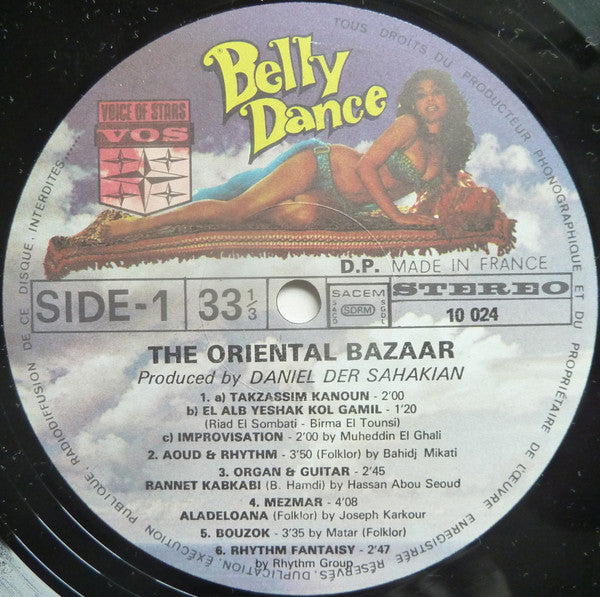 Belly
Dance
VOICE OF STARS
VOS
D.P. MADE IN FRANCE
SIDE-1 33 1/3
SACEM
SACD SDRM SGDL
STEREO
10 024
THE ORIENTAL BAZAAR
Produced by DANIEL DER SAHAKIAN
1. a) TAKZASSIM KANOUN - 2'00
b) EL ALB YESHAK KOL GAMIL - 1'20
(Riad El Sombati - Birma El Tounsi)
c) IMPROVISATION - 2'00 by Muheddin El Ghali
2. AOUD & RHYTHM - 3'50 (Folklor) by Bahidj Mikati
3. ORGAN & GUITAR - 2'45
RANNET KABKABI (B. Hamdi) by Hassan Abou Seoud
4. MEZMAR - 4'08
ALADELOANA (Folklor) by Joseph Karkour
5. BOUZOK - 3'35 by Matar (Folklor)
6. RHYTHM FANTAISY - 2'47
by Rhythm Group
TOUS DROITS DU PRODUCTEUR PHONOGRAPHIQUE ET DU PROPRIÉTAIRE DE L'ŒUVRE ENREGISTRÉE RÉSERVÉS. DUPLICATION, EXÉCUTION PUBLIQUE, RADIODIFFUSION DE CE DISQUE, INTERDITES